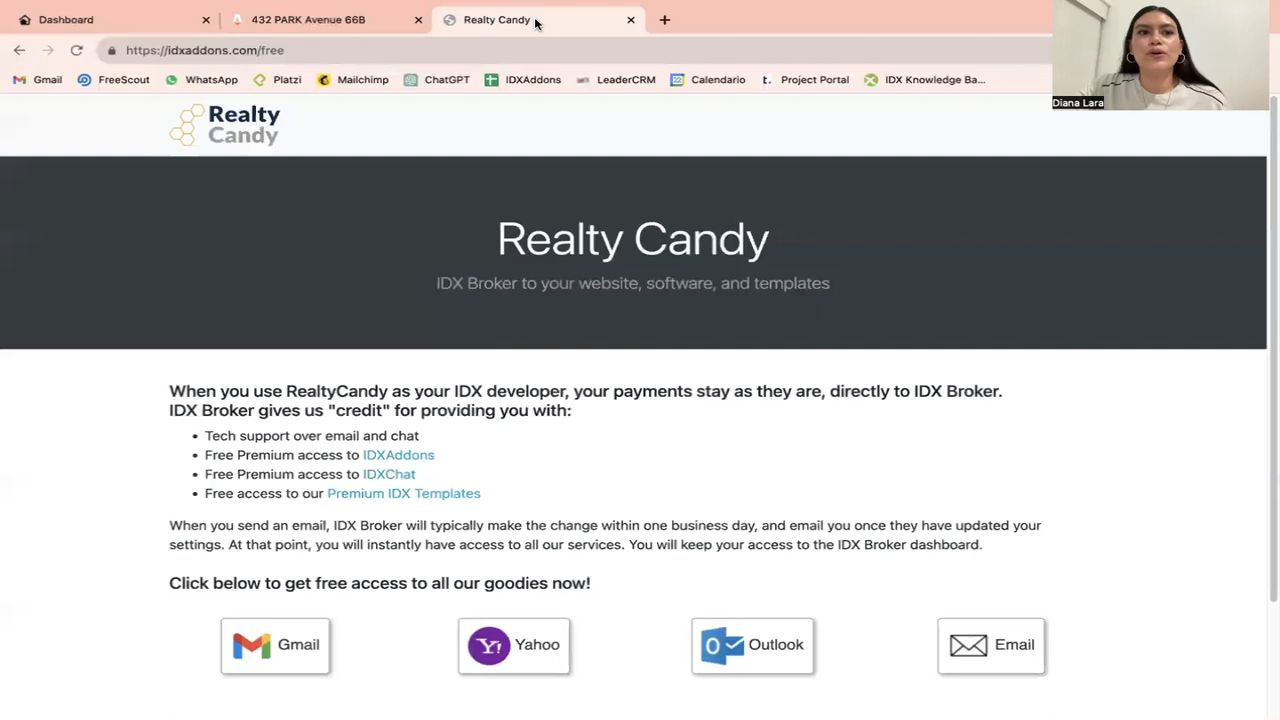 Dashboard
432 PARK Avenue 66B
Realty Candy
https://idxaddons.com/free
Gmail
FreeScout
WhatsApp
Platzi
Mailchimp
ChatGPT
IDXAddons
LeaderCRM
Calendario
Project Portal
IDX Knowledge Ba...
Diana Lara
Realty
Candy
Realty Candy
IDX Broker to your website, software, and templates
When you use RealtyCandy as your IDX developer, your payments stay as they are, directly to IDX Broker.
IDX Broker gives us "credit" for providing you with:
• Tech support over email and chat
• Free Premium access to IDXAddons
• Free Premium access to IDXChat
• Free access to our Premium IDX Templates
When you send an email, IDX Broker will typically make the change within one business day, and email you once they have updated your
settings. At that point, you will instantly have access to all our services. You will keep your access to the IDX Broker dashboard.
Click below to get free access to all our goodies now!
Gmail
Yahoo
Outlook
Email